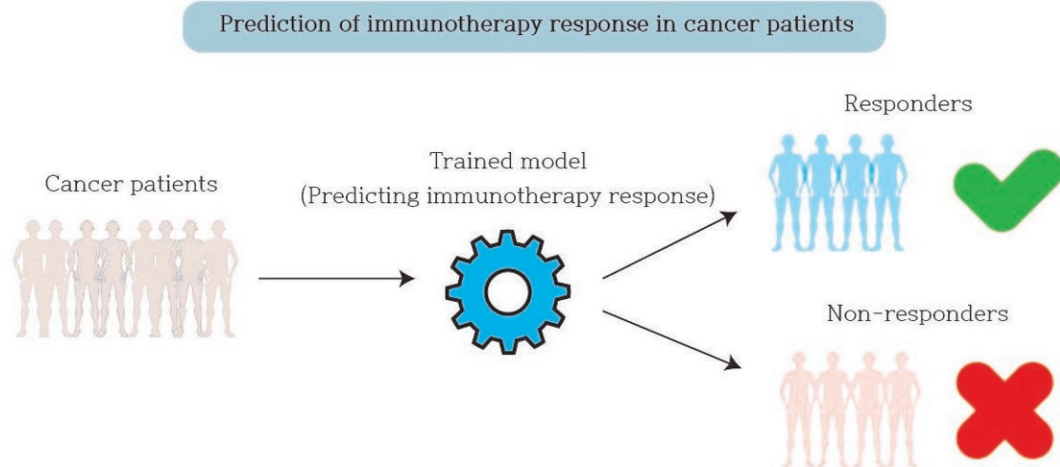 Prediction of immunotherapy response in cancer patients
Responders
Trained model
(Predicting immunotherapy response)
Cancer patients
Non-responders